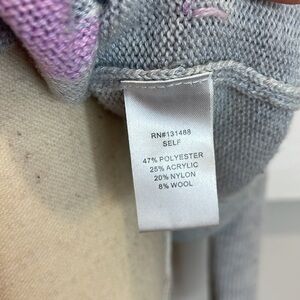 RN#131488
SELF
47% POLYESTER
25% ACRYLIC
20% NYLON
8% WOOL